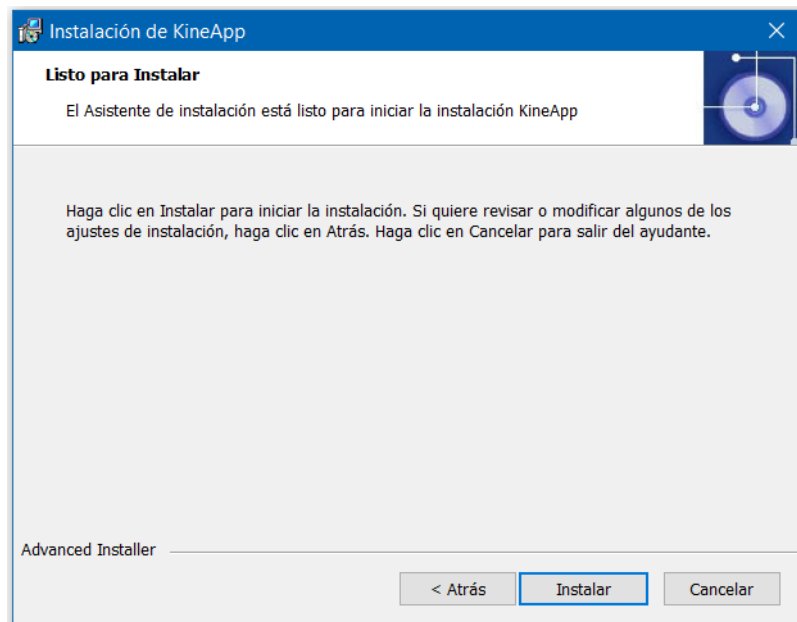 Instalación de KineApp
Listo para Instalar
El Asistente de instalación está listo para iniciar la instalación KineApp
Haga clic en Instalar para iniciar la instalación. Si quiere revisar o modificar algunos de los
ajustes de instalación, haga clic en Atrás. Haga clic en Cancelar para salir del ayudante.
Advanced Installer
< Atrás Instalar Cancelar